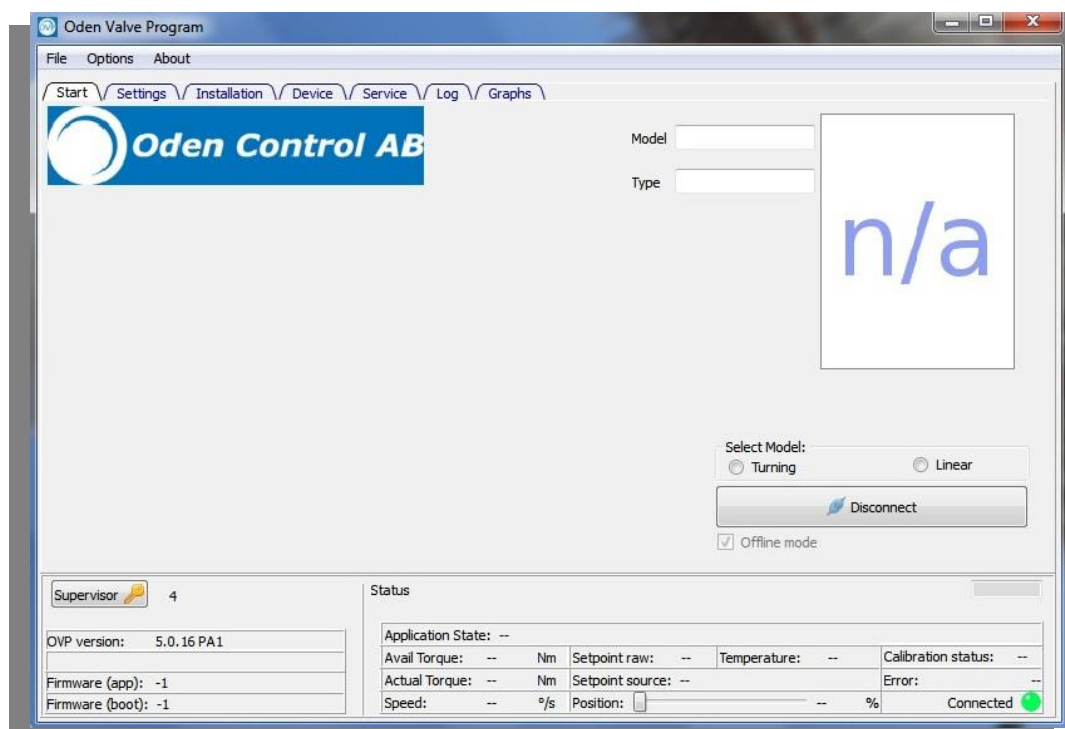 Oden Valve Program
File Options About
Start Settings Installation Device Service Log Graphs
Oden Control AB
Model
Type
n/a
Select Model:
Turning Linear
Disconnect
Offline mode
Supervisor 4
Status
OVP version: 5.0.16 PA1
Firmware (app): -1
Firmware (boot): -1
Application State: --
Avail Torque: -- Nm Setpoint raw: -- Temperature: -- Calibration status: --
Actual Torque: -- Nm Setpoint source: -- Error: --
Speed: -- °/s Position: -- % Connected